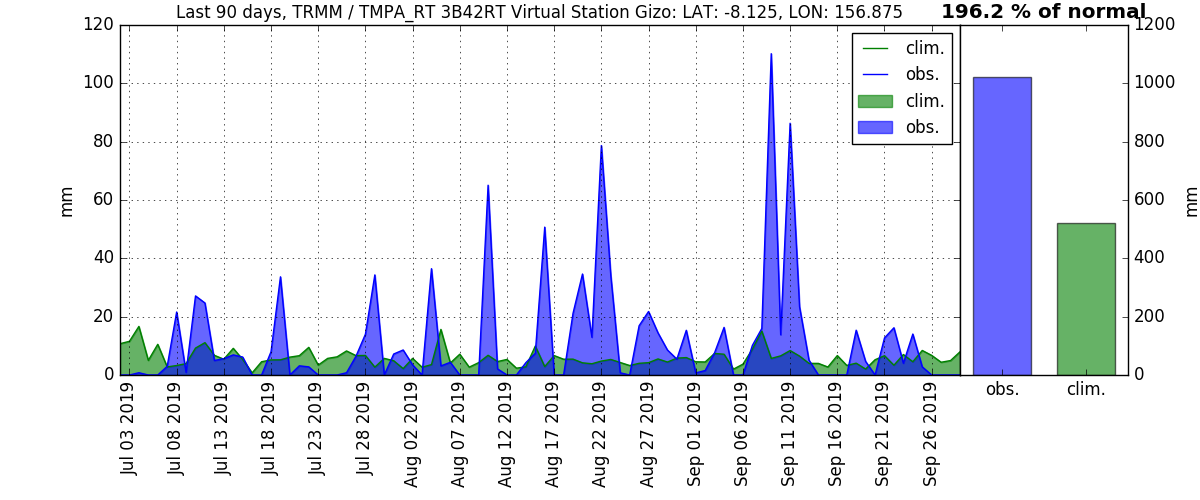 Last 90 days, TRMM / TMPA_RT 3B42RT Virtual Station Gizo: LAT: -8.125, LON: 156.875
196.2 % of normal
120
100
80
60
40
20
0
mm
clim.
obs.
clim.
obs.
1200
1000
800
600
400
200
0
mm
obs.
clim.
Jul 03 2019
Jul 08 2019
Jul 13 2019
Jul 18 2019
Jul 23 2019
Jul 28 2019
Aug 02 2019
Aug 07 2019
Aug 12 2019
Aug 17 2019
Aug 22 2019
Aug 27 2019
Sep 01 2019
Sep 06 2019
Sep 11 2019
Sep 16 2019
Sep 21 2019
Sep 26 2019